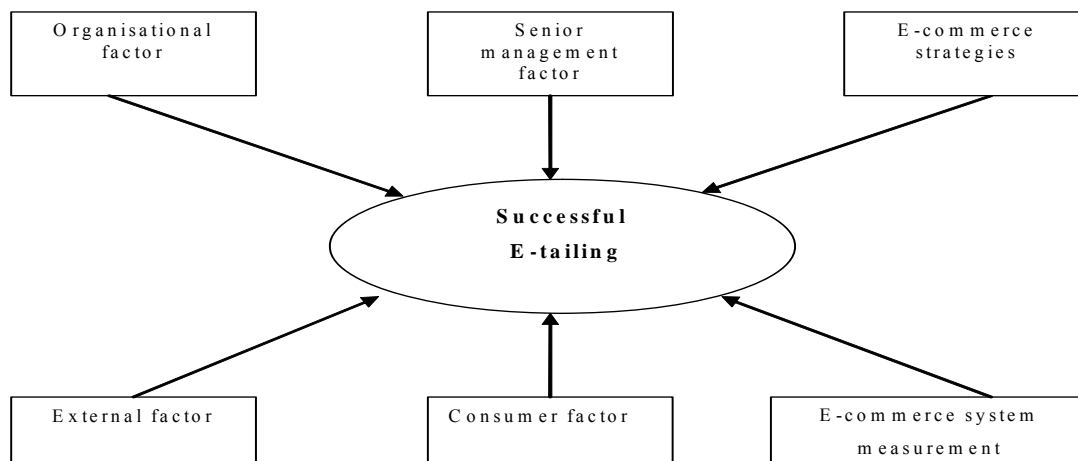 Organisational
factor
Senior
management
factor
E-commerce
strategies
Successful
E-tailing
External factor
Consumer factor
E-commerce system
measurement